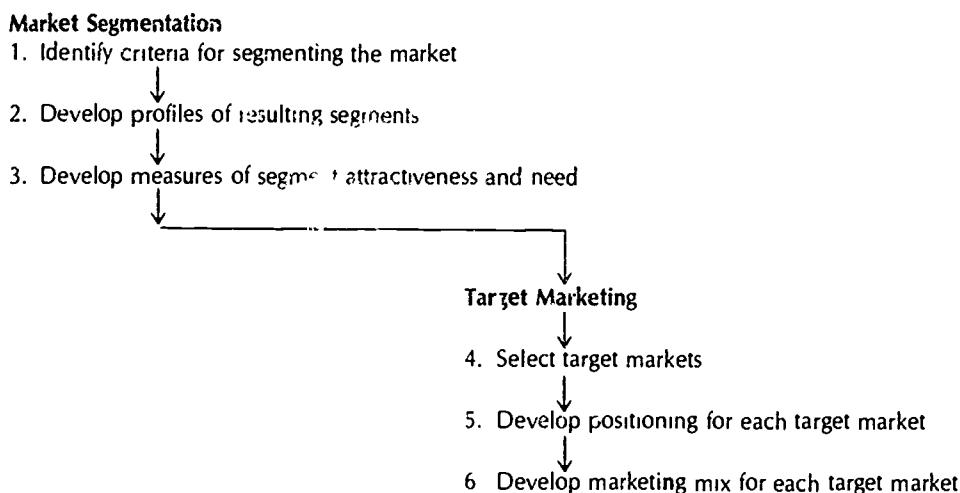 Market Segmentation
1. Identify criteria for segmenting the market
2. Develop profiles of resulting segments
3. Develop measures of segment attractiveness and need
Target Marketing
4. Select target markets
5. Develop positioning for each target market
6 Develop marketing mix for each target market